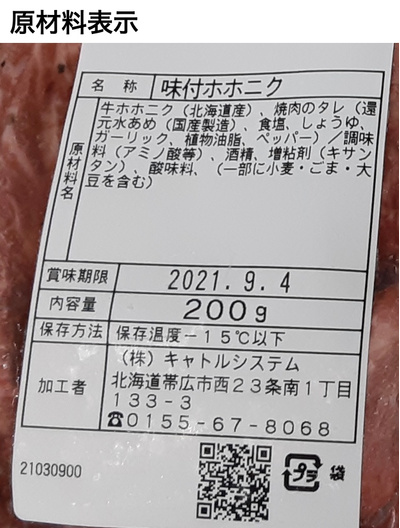 原材料表示
名 称 味付ホホニク
原材料名 牛ホホニク（北海道産）、焼肉のタレ（還
元水あめ（国産製造）、食塩、しょうゆ、
ガーリック、植物油脂、ペッパー）／調味
料（アミノ酸等）、酒精、増粘剤（キサン
タン）、酸味料、（一部に小麦・ごま・大
豆を含む）
賞味期限 2021.9.4
内容量 200g
保存方法 保存温度－15℃以下
加工者 （株）キャトルシステム
北海道帯広市西23条南1丁目
133-3
☎0155-67-8068
21030900
プラ 袋